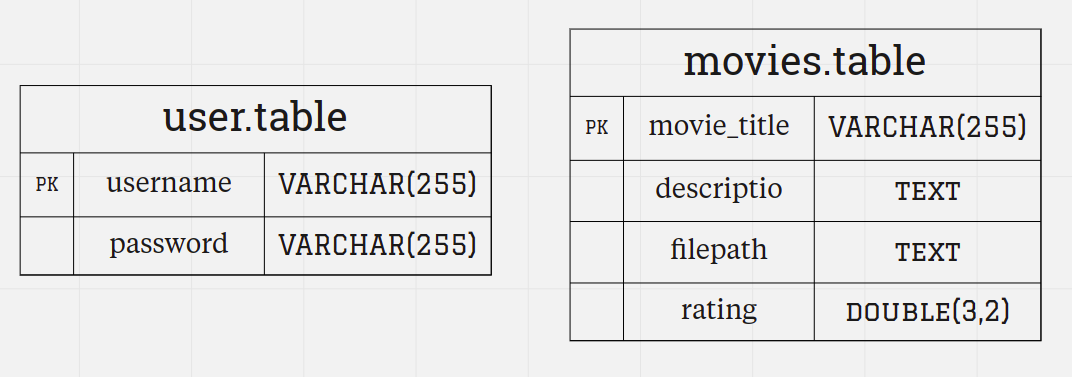 user.table
PK username VARCHAR(255)
password VARCHAR(255)
movies.table
PK movie_title VARCHAR(255)
descriptio TEXT
filepath TEXT
rating DOUBLE(3,2)